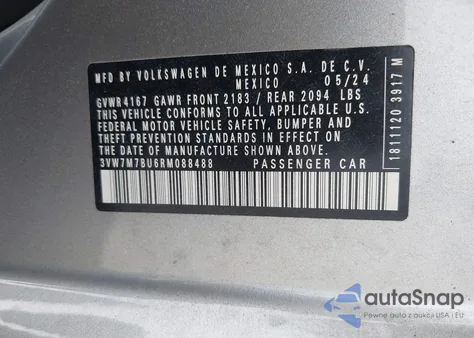 MFD BY VOLKSWAGEN DE MEXICO S.A. DE C.V.
MEXICO 05/24
GVWR 4167 GAWR FRONT 2183 / REAR 2094 LBS
THIS VEHICLE CONFORMS TO ALL APPLICABLE
FEDERAL MOTOR VEHICLE SAFETY, BUMPER AND
THEFT PREVENTION STANDARDS IN EFFECT ON
THE DATE OF MANUFACTURE SHOWN ABOVE.
3VW7M7BU6RM088488 PASSENGER CAR
18111120 3917 M
autoSnap
Pewne auto z aukcji USA i EU